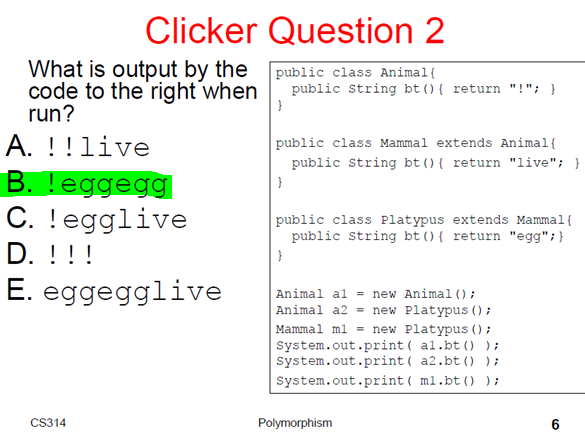 Clicker Question 2
What is output by the
code to the right when
run?
A. !!live
B. !eggegg
C. !egglive
D. !!!
E. eggegglive
public class Animal{
public String bt(){ return "!"; }
}
public class Mammal extends Animal{
public String bt(){ return "live"; }
}
public class Platypus extends Mammal{
public String bt(){ return "egg";}
}
Animal a1 = new Animal();
Animal a2 = new Platypus();
Mammal m1 = new Platypus();
System.out.print( a1.bt() );
System.out.print( a2.bt() );
System.out.print( m1.bt() );
CS314
Polymorphism
6